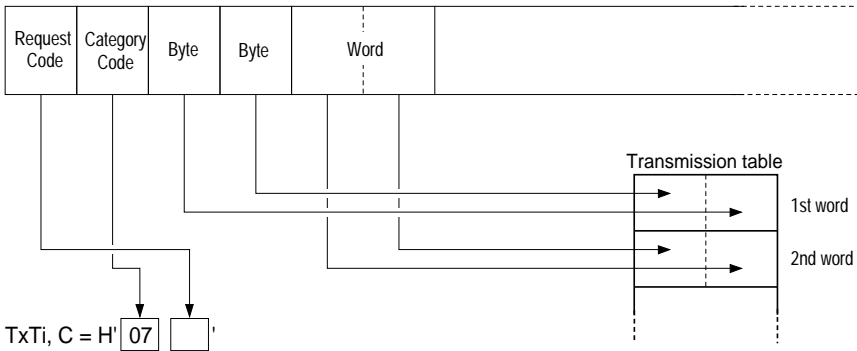 Request
Code
Category
Code
Byte
Byte
Word
Transmission table
1st word
2nd word
TxTi, C = H' 07 '